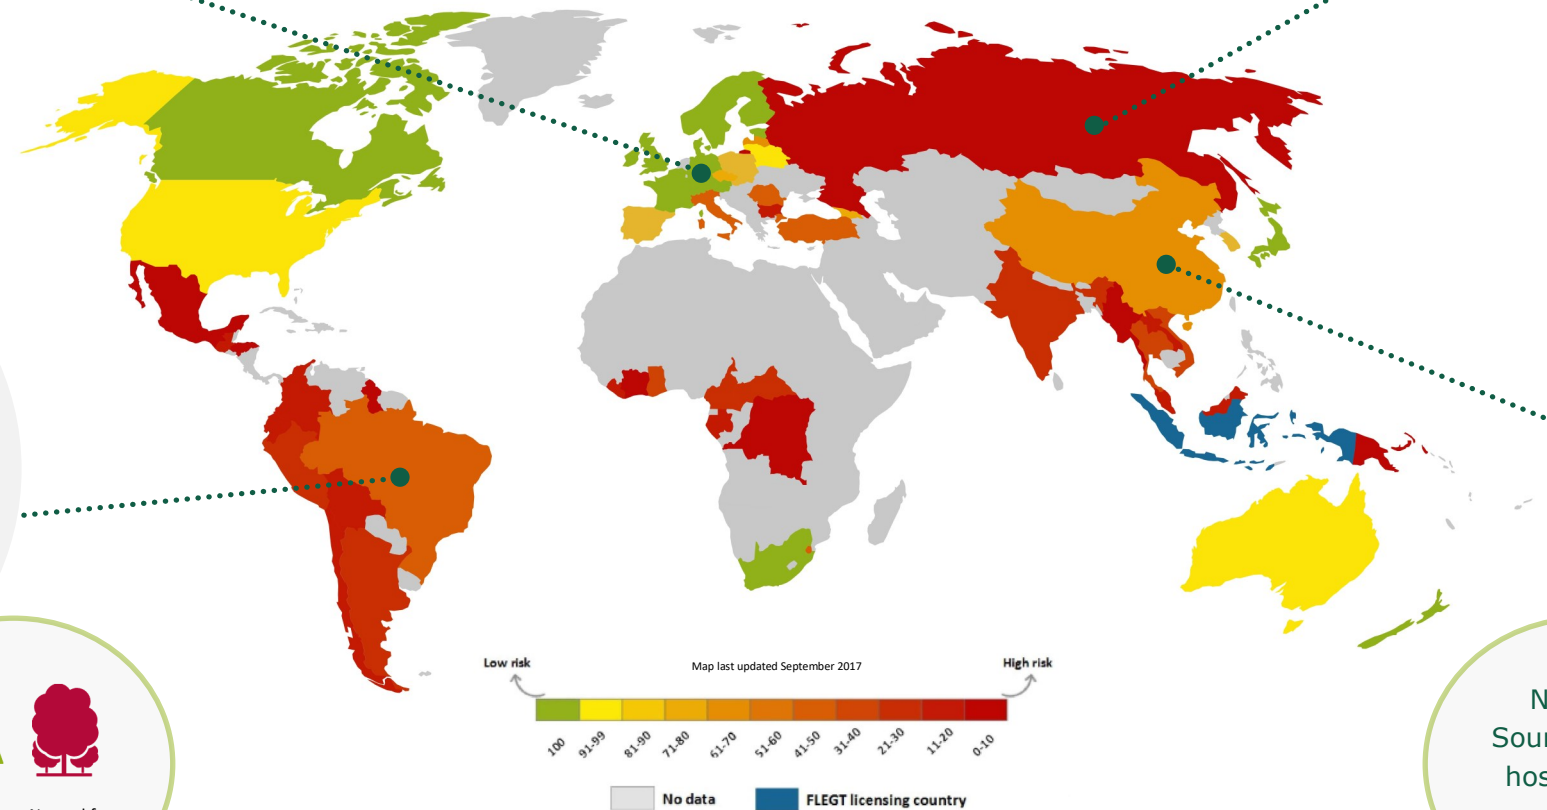 Low risk
Map last updated September 2017
High risk
100
91-99
81-90
71-80
61-70
51-60
41-50
31-40
21-30
11-20
0-10
No data
FLEGT licensing country
N
Sour
hos